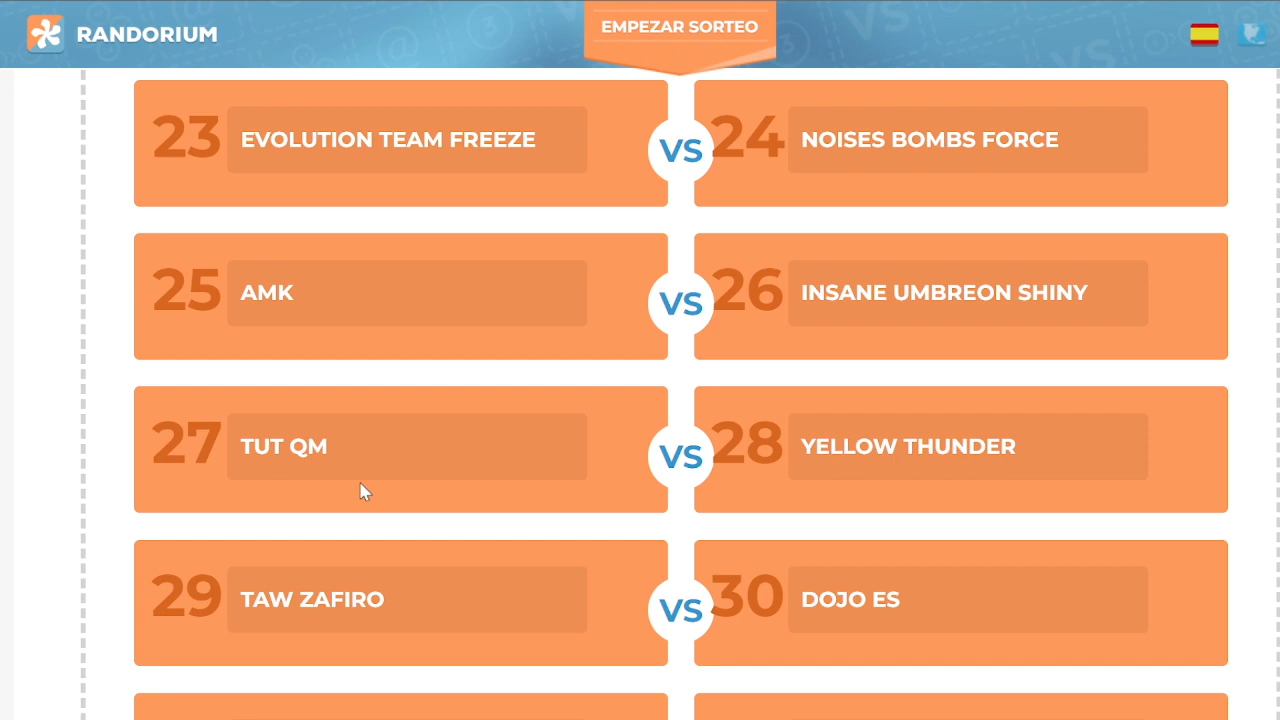 RANDORIUM
EMPEZAR SORTEO
23 EVOLUTION TEAM FREEZE VS 24 NOISES BOMBS FORCE
25 AMK VS 26 INSANE UMBREON SHINY
27 TUT QM VS 28 YELLOW THUNDER
29 TAW ZAFIRO VS 30 DOJO ES